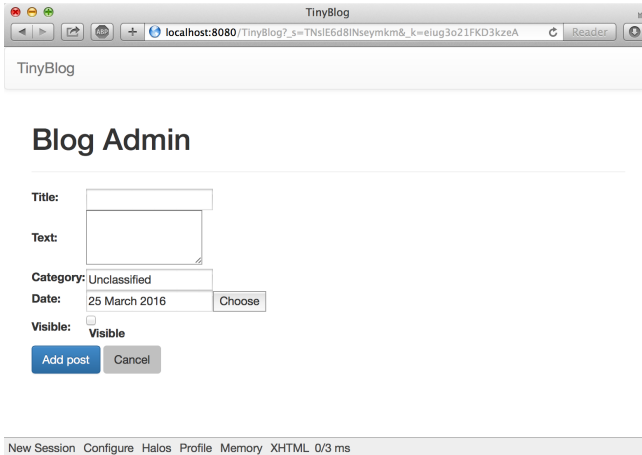 TinyBlog
ABP
localhost:8080/TinyBlog?_s=TNslE6d8INseymkm&_k=eiug3o21FKD3kzeA
Reader
TinyBlog
Blog Admin
Title:
Text:
Category: Unclassified
Date: 25 March 2016 Choose
Visible:
Visible
Add post Cancel
New Session Configure Halos Profile Memory XHTML 0/3 ms